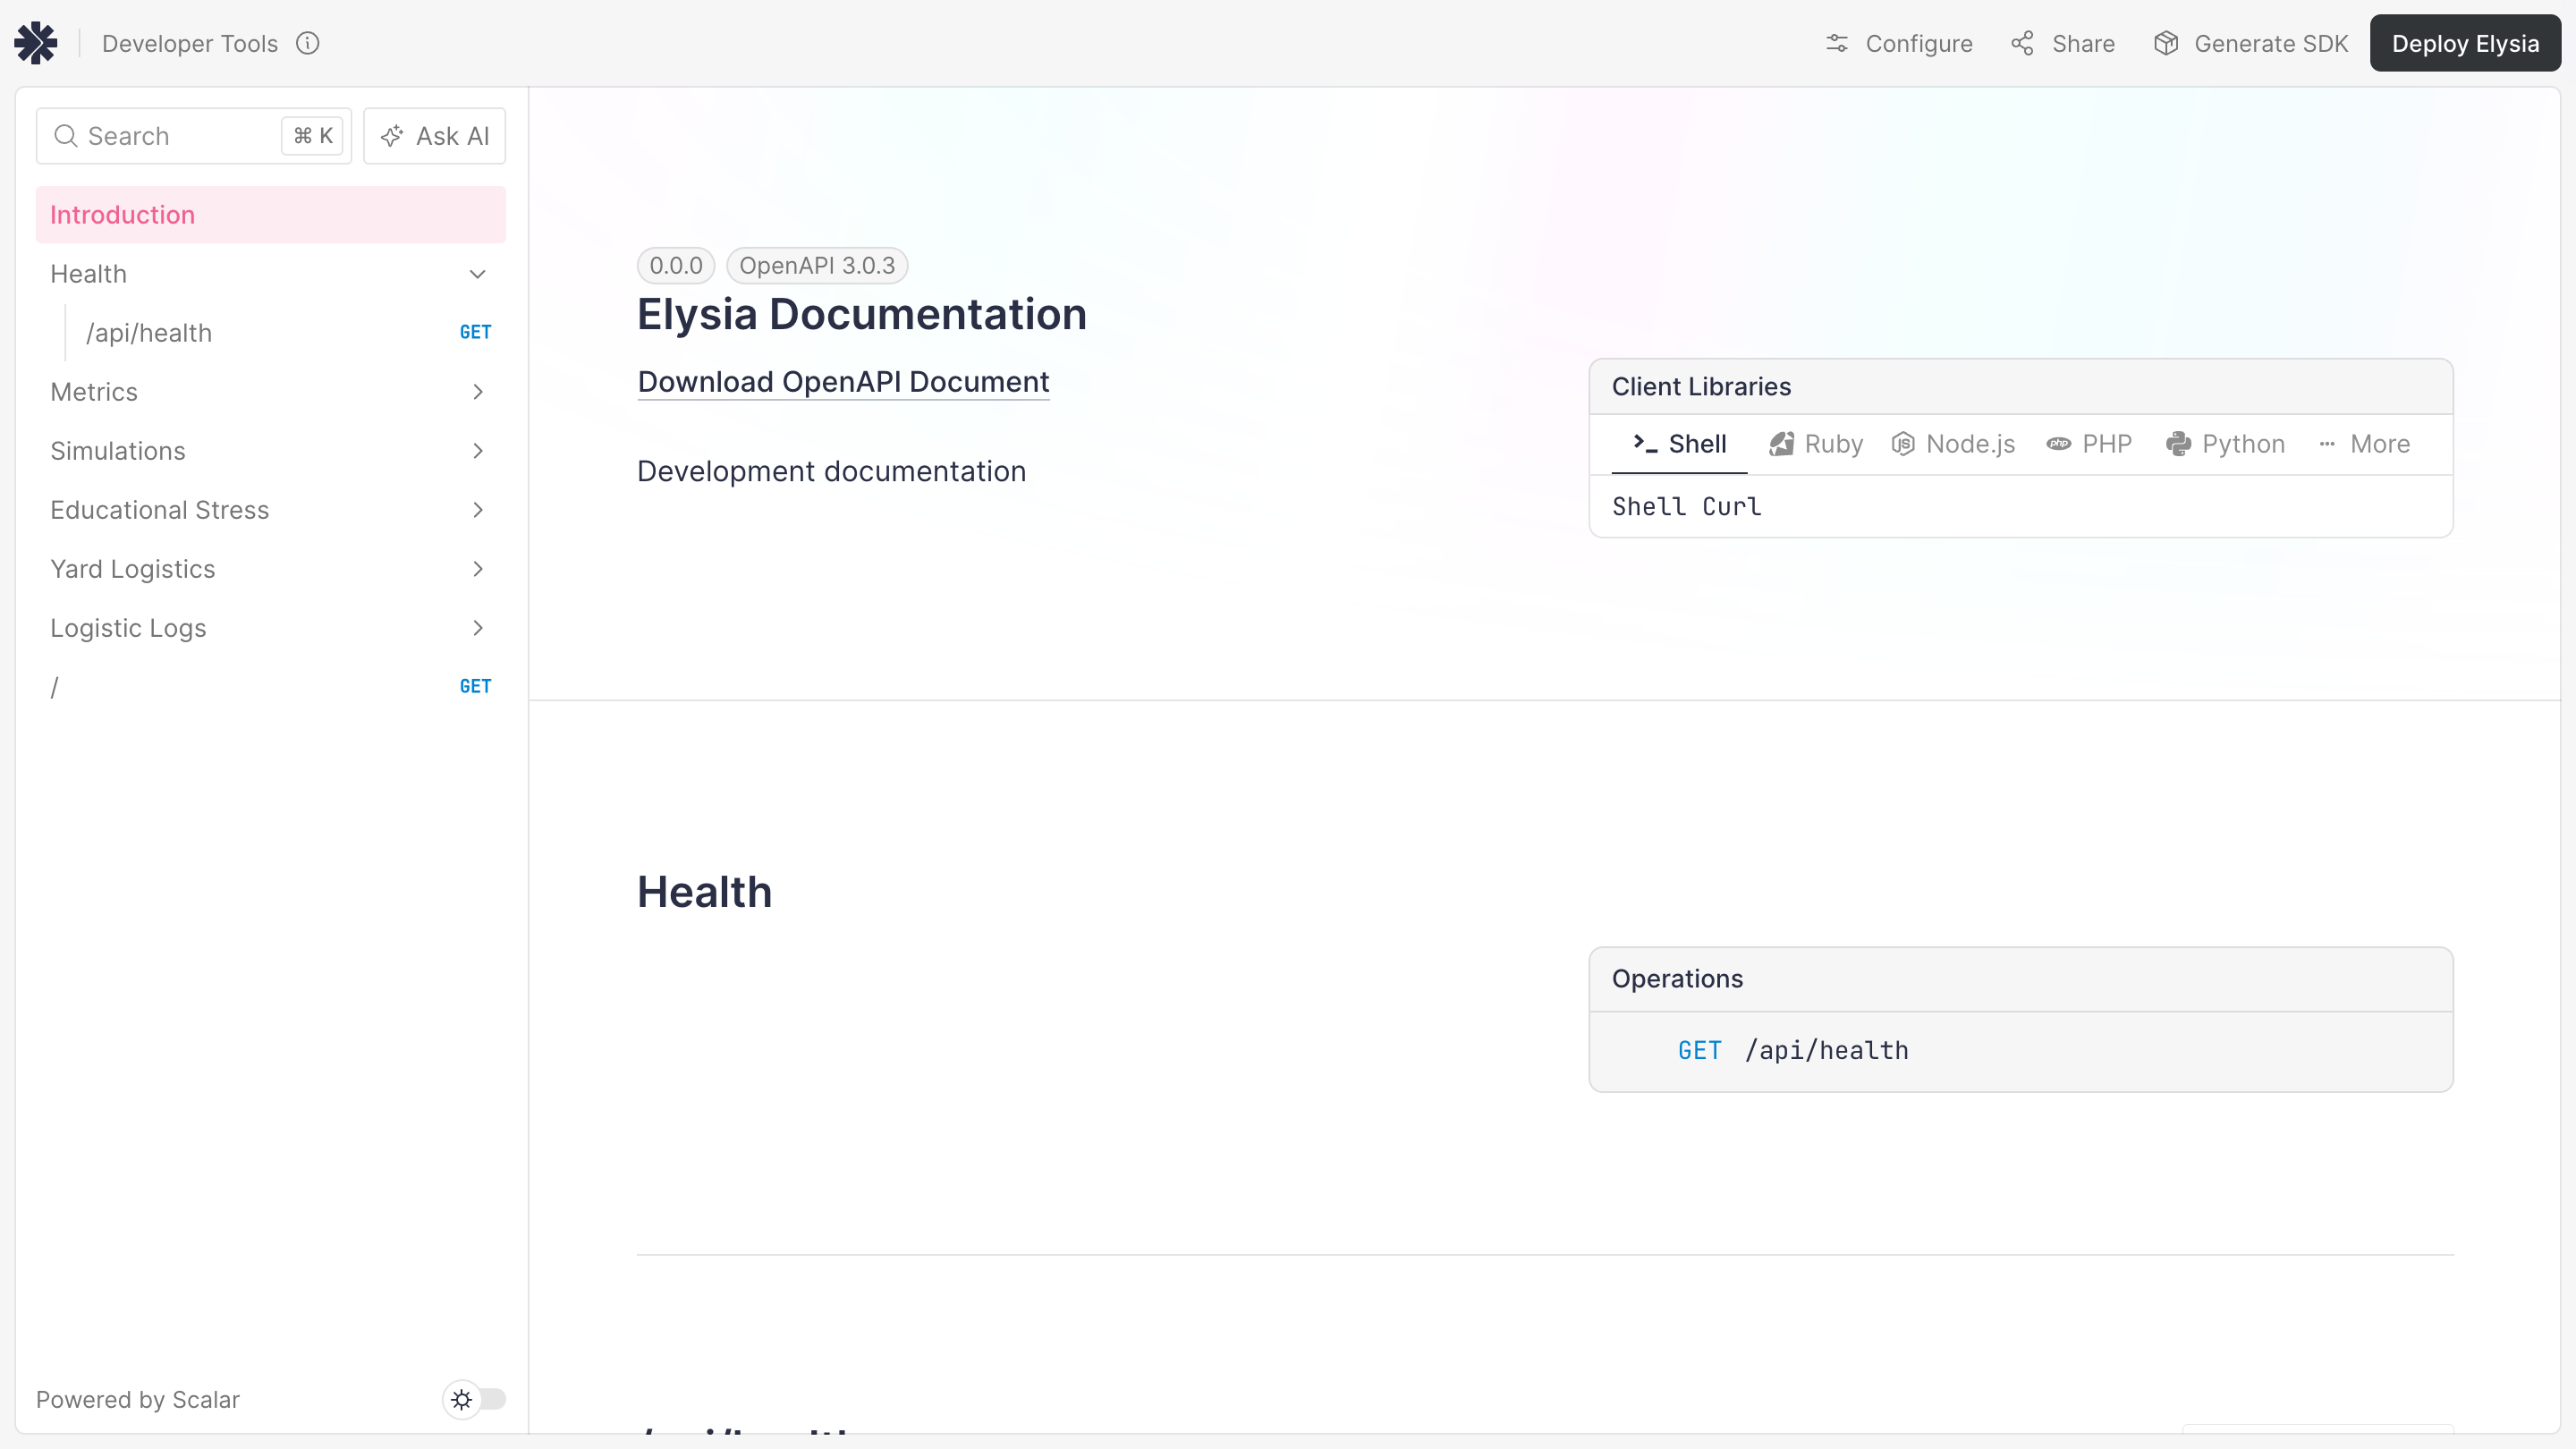 Developer Tools
Configure
Share
Generate SDK
Deploy Elysia
Search
⌘ K
Ask AI
Introduction
Health
/api/health GET
Metrics
Simulations
Educational Stress
Yard Logistics
Logistic Logs
/ GET
Powered by Scalar
0.0.0 OpenAPI 3.0.3
Elysia Documentation
Download OpenAPI Document
Development documentation
Client Libraries
Shell Ruby Node.js PHP Python More
Shell Curl
Health
Operations
GET /api/health